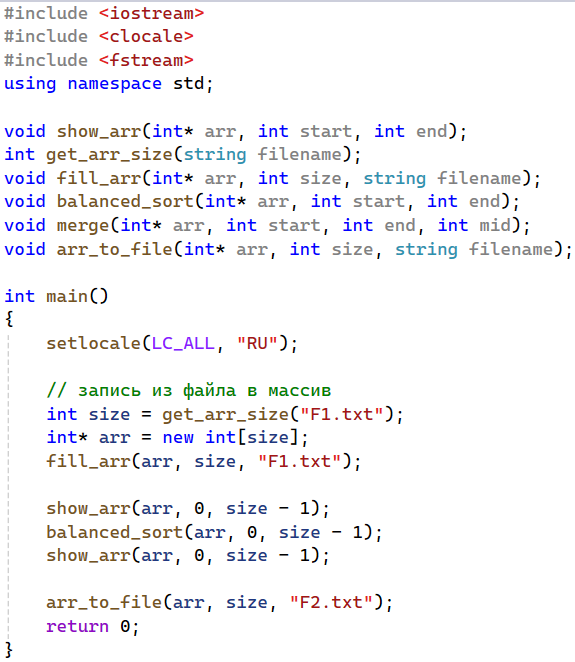 #include <iostream>
#include <clocale>
#include <fstream>
using namespace std;

void show_arr(int* arr, int start, int end);
int get_arr_size(string filename);
void fill_arr(int* arr, int size, string filename);
void balanced_sort(int* arr, int start, int end);
void merge(int* arr, int start, int end, int mid);
void arr_to_file(int* arr, int size, string filename);

int main()
{
    setlocale(LC_ALL, "RU");

    // запись из файла в массив
    int size = get_arr_size("F1.txt");
    int* arr = new int[size];
    fill_arr(arr, size, "F1.txt");

    show_arr(arr, 0, size - 1);
    balanced_sort(arr, 0, size - 1);
    show_arr(arr, 0, size - 1);

    arr_to_file(arr, size, "F2.txt");
    return 0;
}